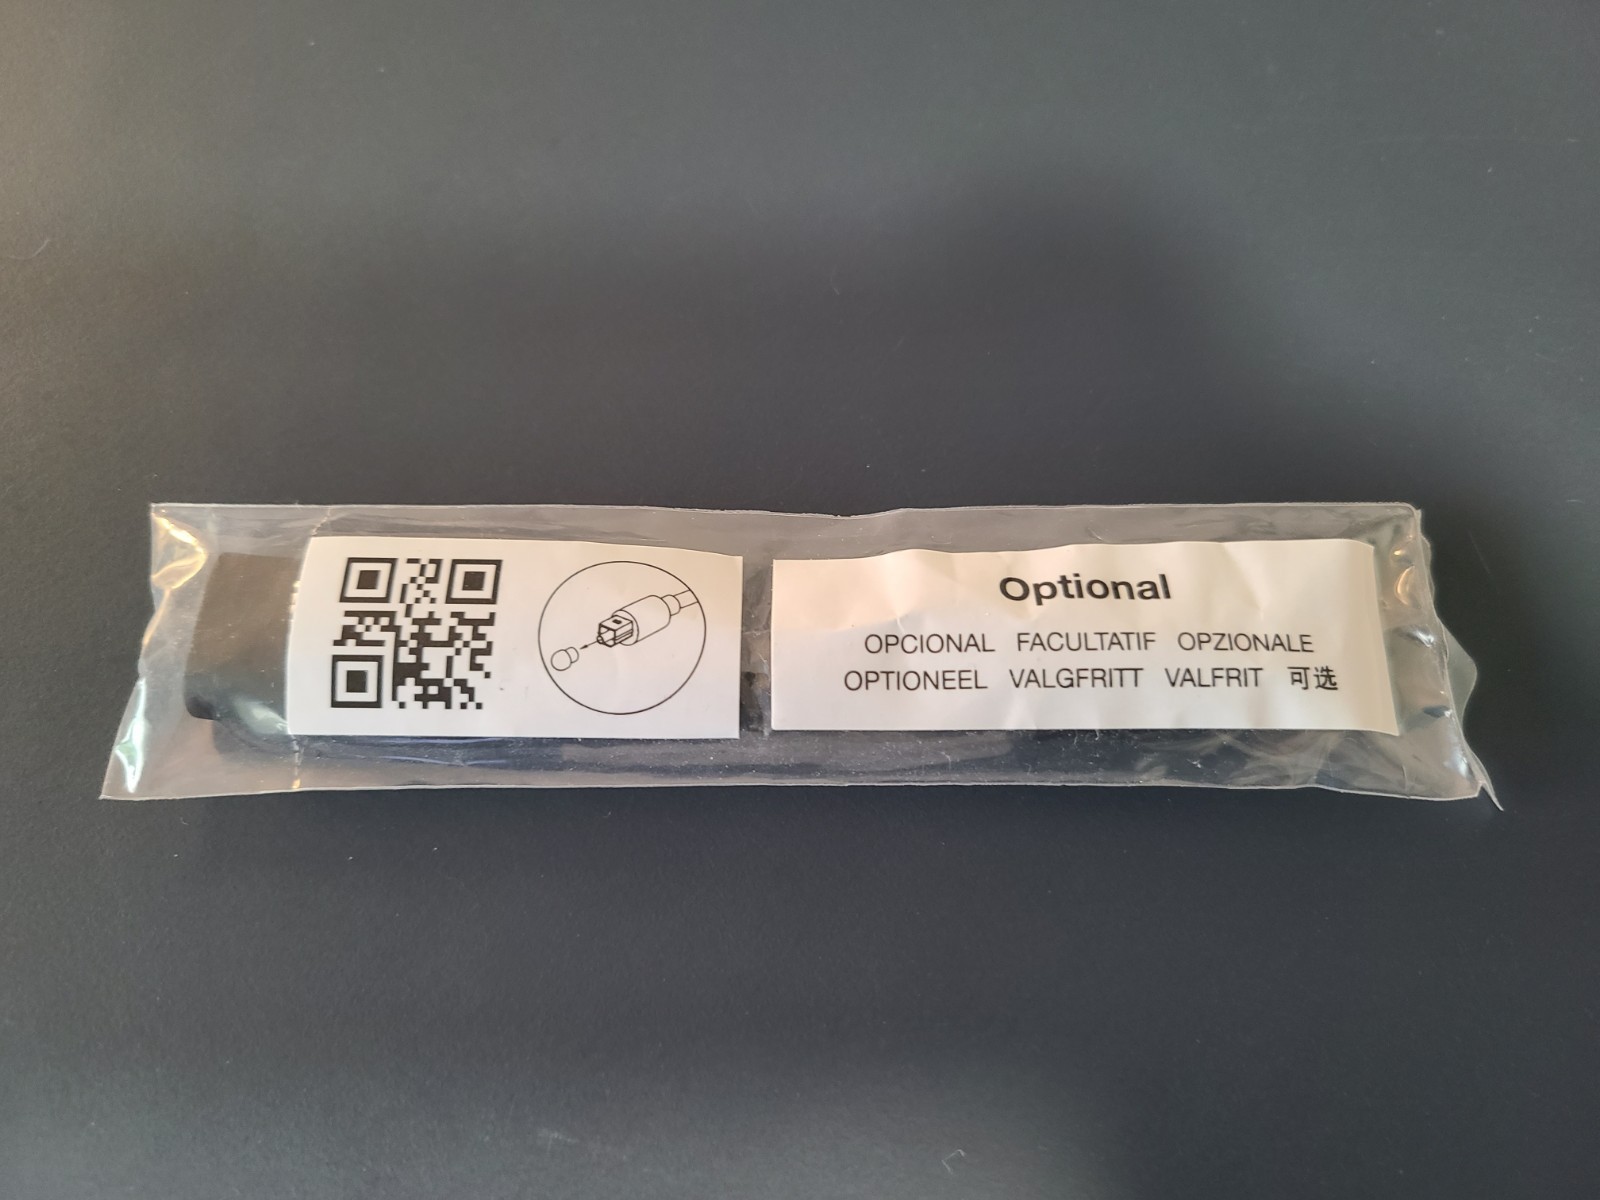 Optional
OPCIONAL FACULTATIF OPZIONALE
OPTIONEEL VALGFRITT VALFRIT 可选